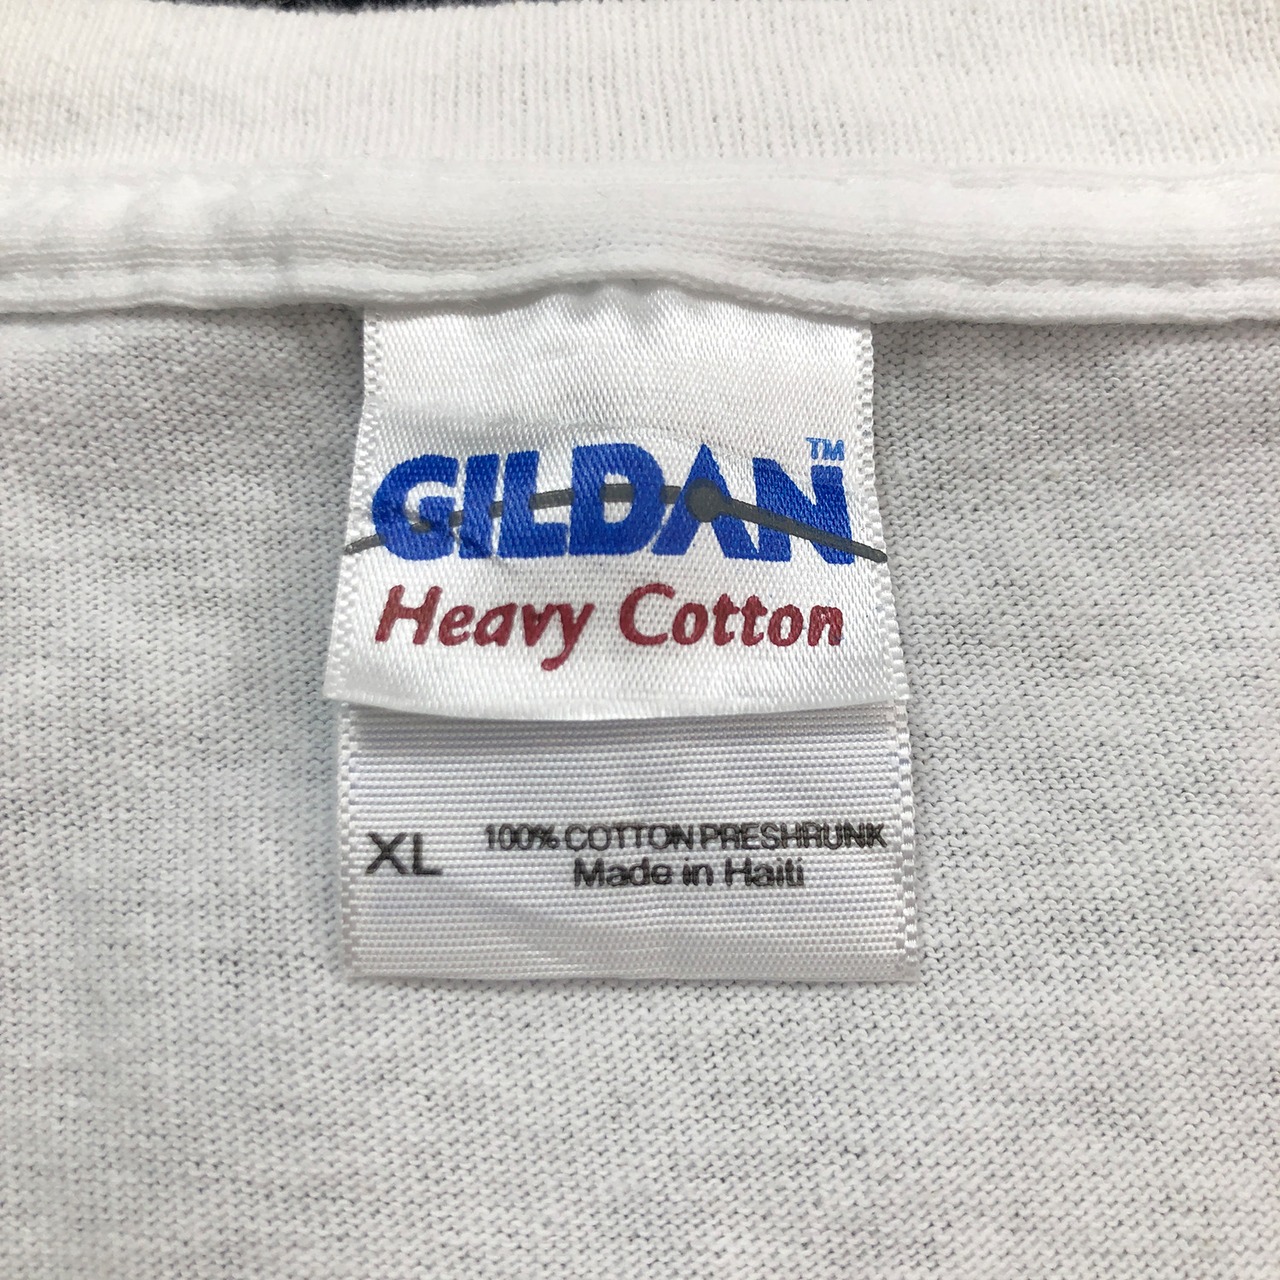 GILDAN™
Heavy Cotton
XL 100% COTTON PRESHRUNK
Made in Haiti